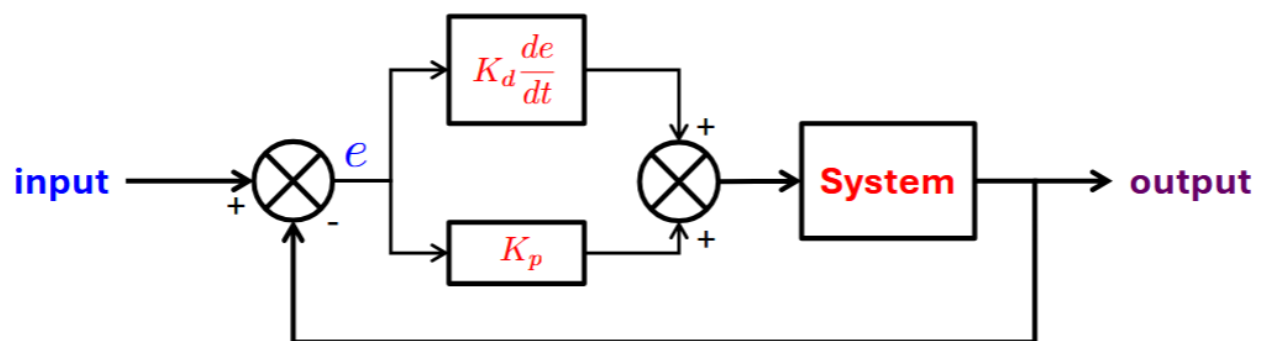 K_d de/dt
+
e
input
System
output
+
-
K_p
+